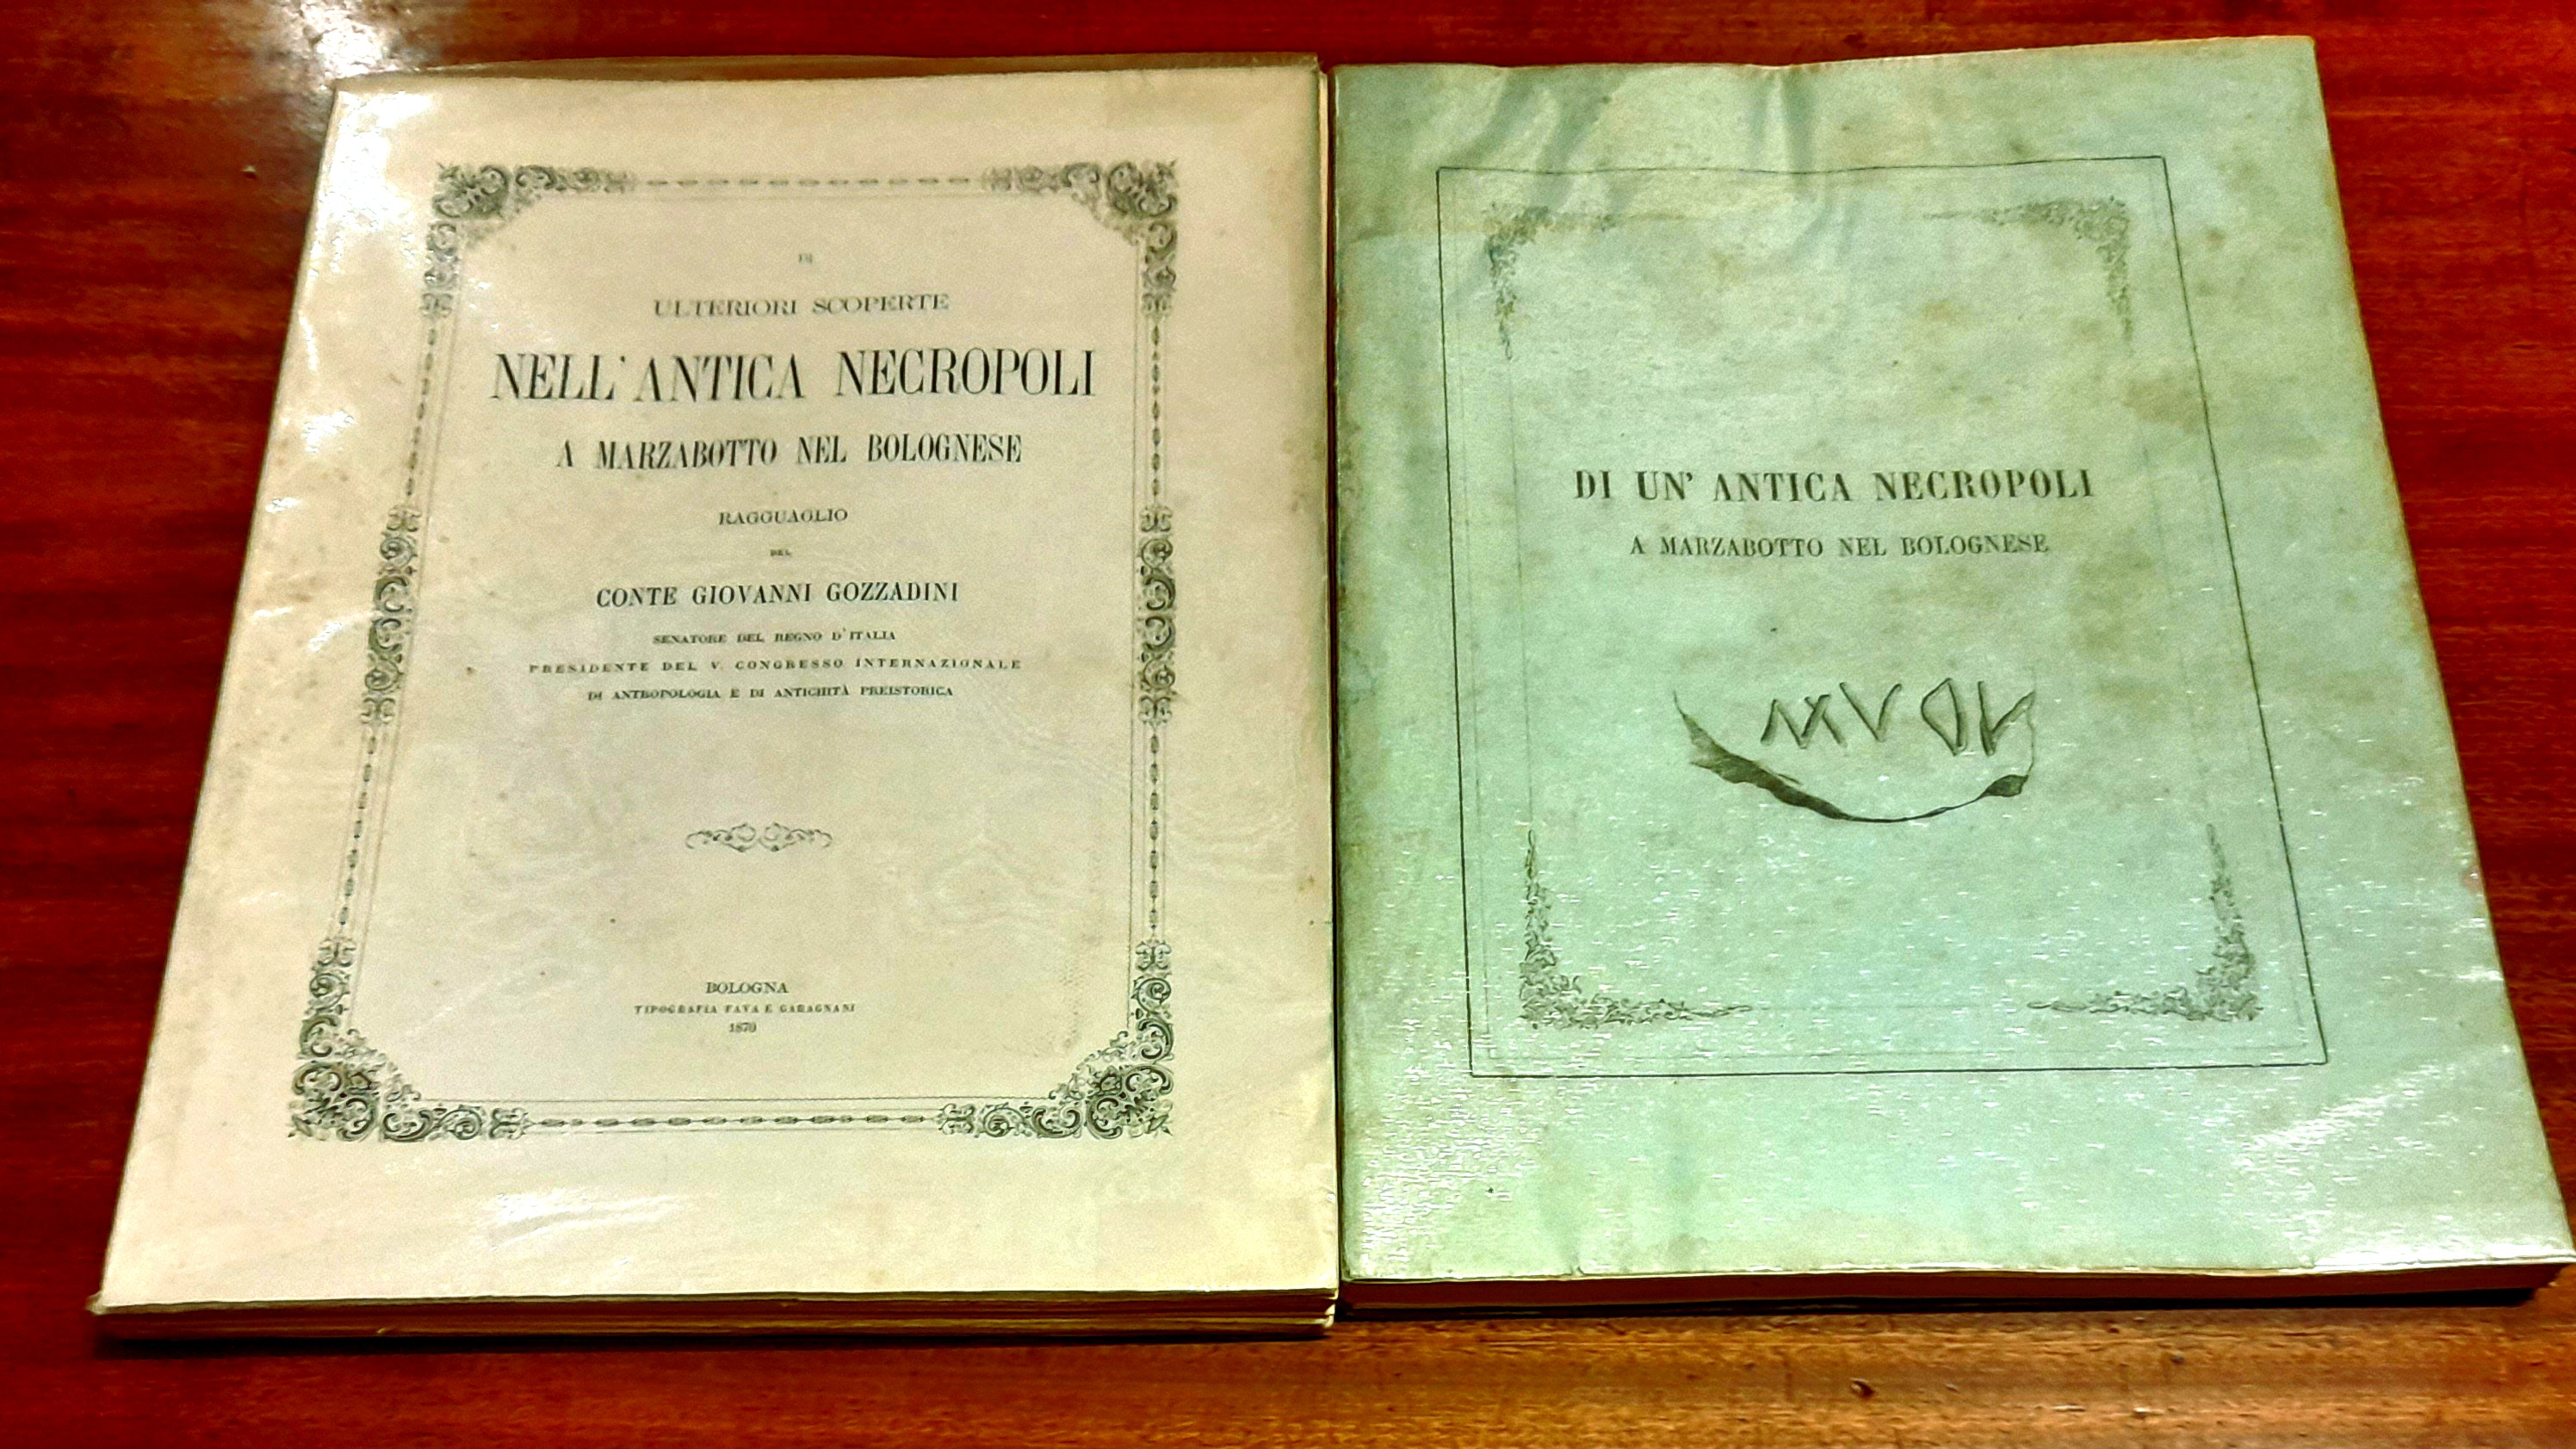 DI
ULTERIORI SCOPERTE
NELL'ANTICA NECROPOLI
A MARZABOTTO NEL BOLOGNESE
RAGGUAGLIO
DEL
CONTE GIOVANNI GOZZADINI
SENATORE DEL REGNO D'ITALIA
PRESIDENTE DEL V. CONGRESSO INTERNAZIONALE
DI ANTROPOLOGIA E DI ANTICHITÀ PREISTORICA
BOLOGNA
TIPOGRAFIA FAVA E GARAGNANI
1870
DI UN' ANTICA NECROPOLI
A MARZABOTTO NEL BOLOGNESE